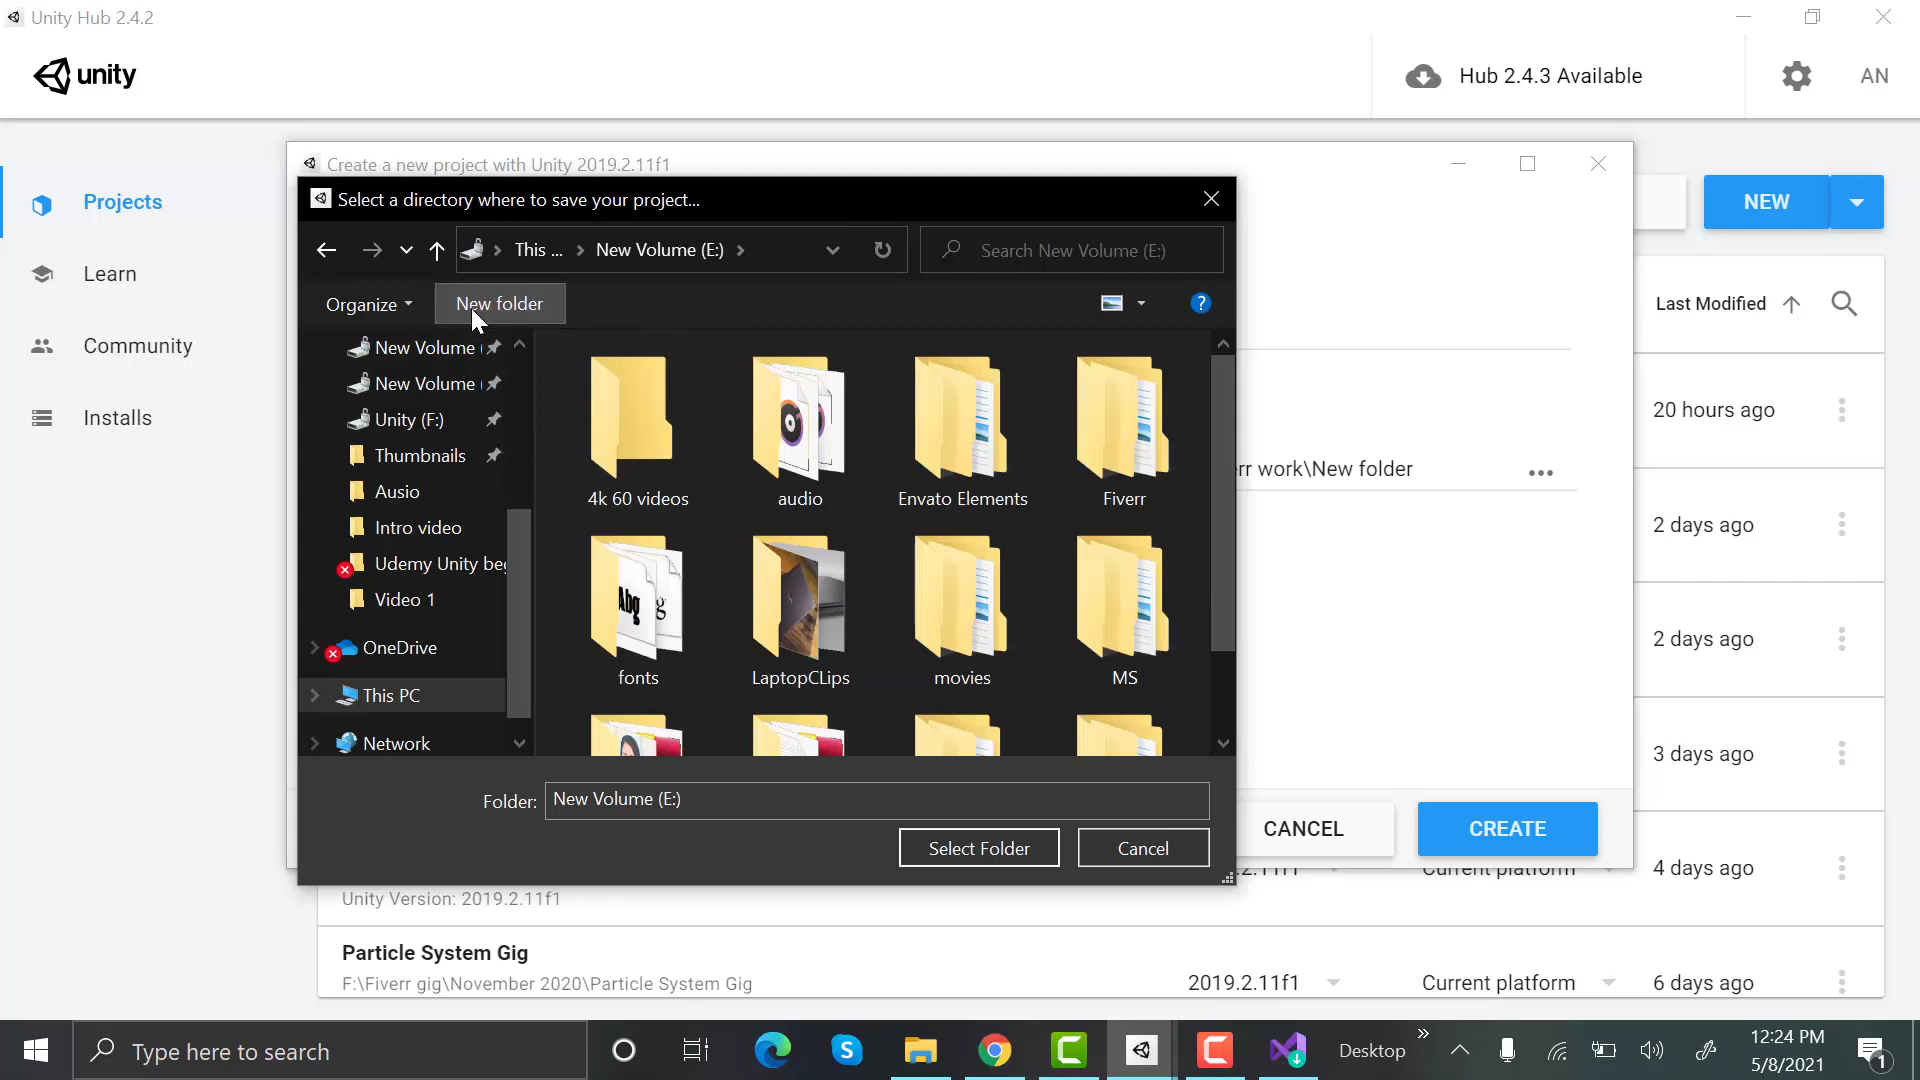 Unity Hub 2.4.2
unity
Hub 2.4.3 Available
AN
Projects
Learn
Community
Installs
Create a new project with Unity 2019.2.11f1
NEW
Select a directory where to save your project...
This ...
New Volume (E:)
Search New Volume (E:)
Organize
New folder
New Volume (
New Volume (
Unity (F:)
Thumbnails
Ausio
Intro video
Udemy Unity be
Video 1
OneDrive
This PC
Network
4k 60 videos
audio
Envato Elements
Fiverr
fonts
LaptopCLips
movies
MS
Folder:
New Volume (E:)
Select Folder
Cancel
rr work\New folder
CANCEL
CREATE
Last Modified
20 hours ago
2 days ago
2 days ago
3 days ago
Current platform
4 days ago
Unity Version: 2019.2.11f1
Particle System Gig
F:\Fiverr gig\November 2020\Particle System Gig
2019.2.11f1
Current platform
6 days ago
Type here to search
Desktop
12:24 PM
5/8/2021
1